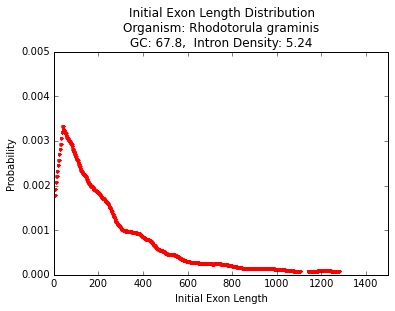 Initial Exon Length Distribution
Organism: Rhodotorula graminis
GC: 67.8,  Intron Density: 5.24
0.005
0.004
0.003
0.002
0.001
0.000
Probability
0
200
400
600
800
1000
1200
1400
Initial Exon Length